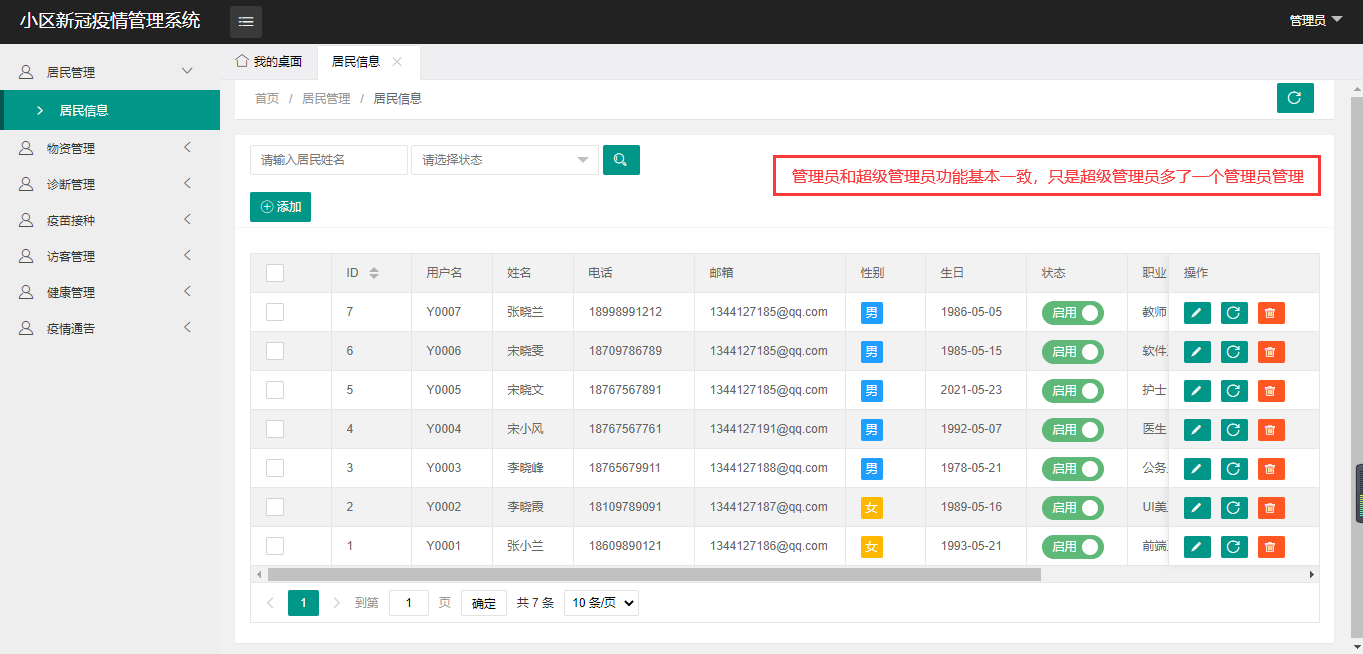 小区新冠疫情管理系统
管理员
居民管理
居民信息
物资管理
诊断管理
疫苗接种
访客管理
健康管理
疫情通告
我的桌面 居民信息
首页 / 居民管理 / 居民信息
请输入居民姓名 请选择状态
管理员和超级管理员功能基本一致，只是超级管理员多了一个管理员管理
添加
ID 用户名 姓名 电话 邮箱 性别 生日 状态 职业 操作
7 Y0007 张晓兰 18998991212 1344127185@qq.com 男 1986-05-05 启用 教师
6 Y0006 宋晓雯 18709786789 1344127185@qq.com 男 1985-05-15 启用 软件
5 Y0005 宋晓文 18767567891 1344127185@qq.com 男 2021-05-23 启用 护士
4 Y0004 宋小风 18767567761 1344127191@qq.com 男 1992-05-07 启用 医生
3 Y0003 李晓峰 18765679911 1344127188@qq.com 男 1978-05-21 启用 公务
2 Y0002 李晓霞 18109789091 1344127187@qq.com 女 1989-05-16 启用 UI美
1 Y0001 张小兰 18609890121 1344127186@qq.com 女 1993-05-21 启用 前端
1 到第 1 页 确定 共 7 条 10 条/页